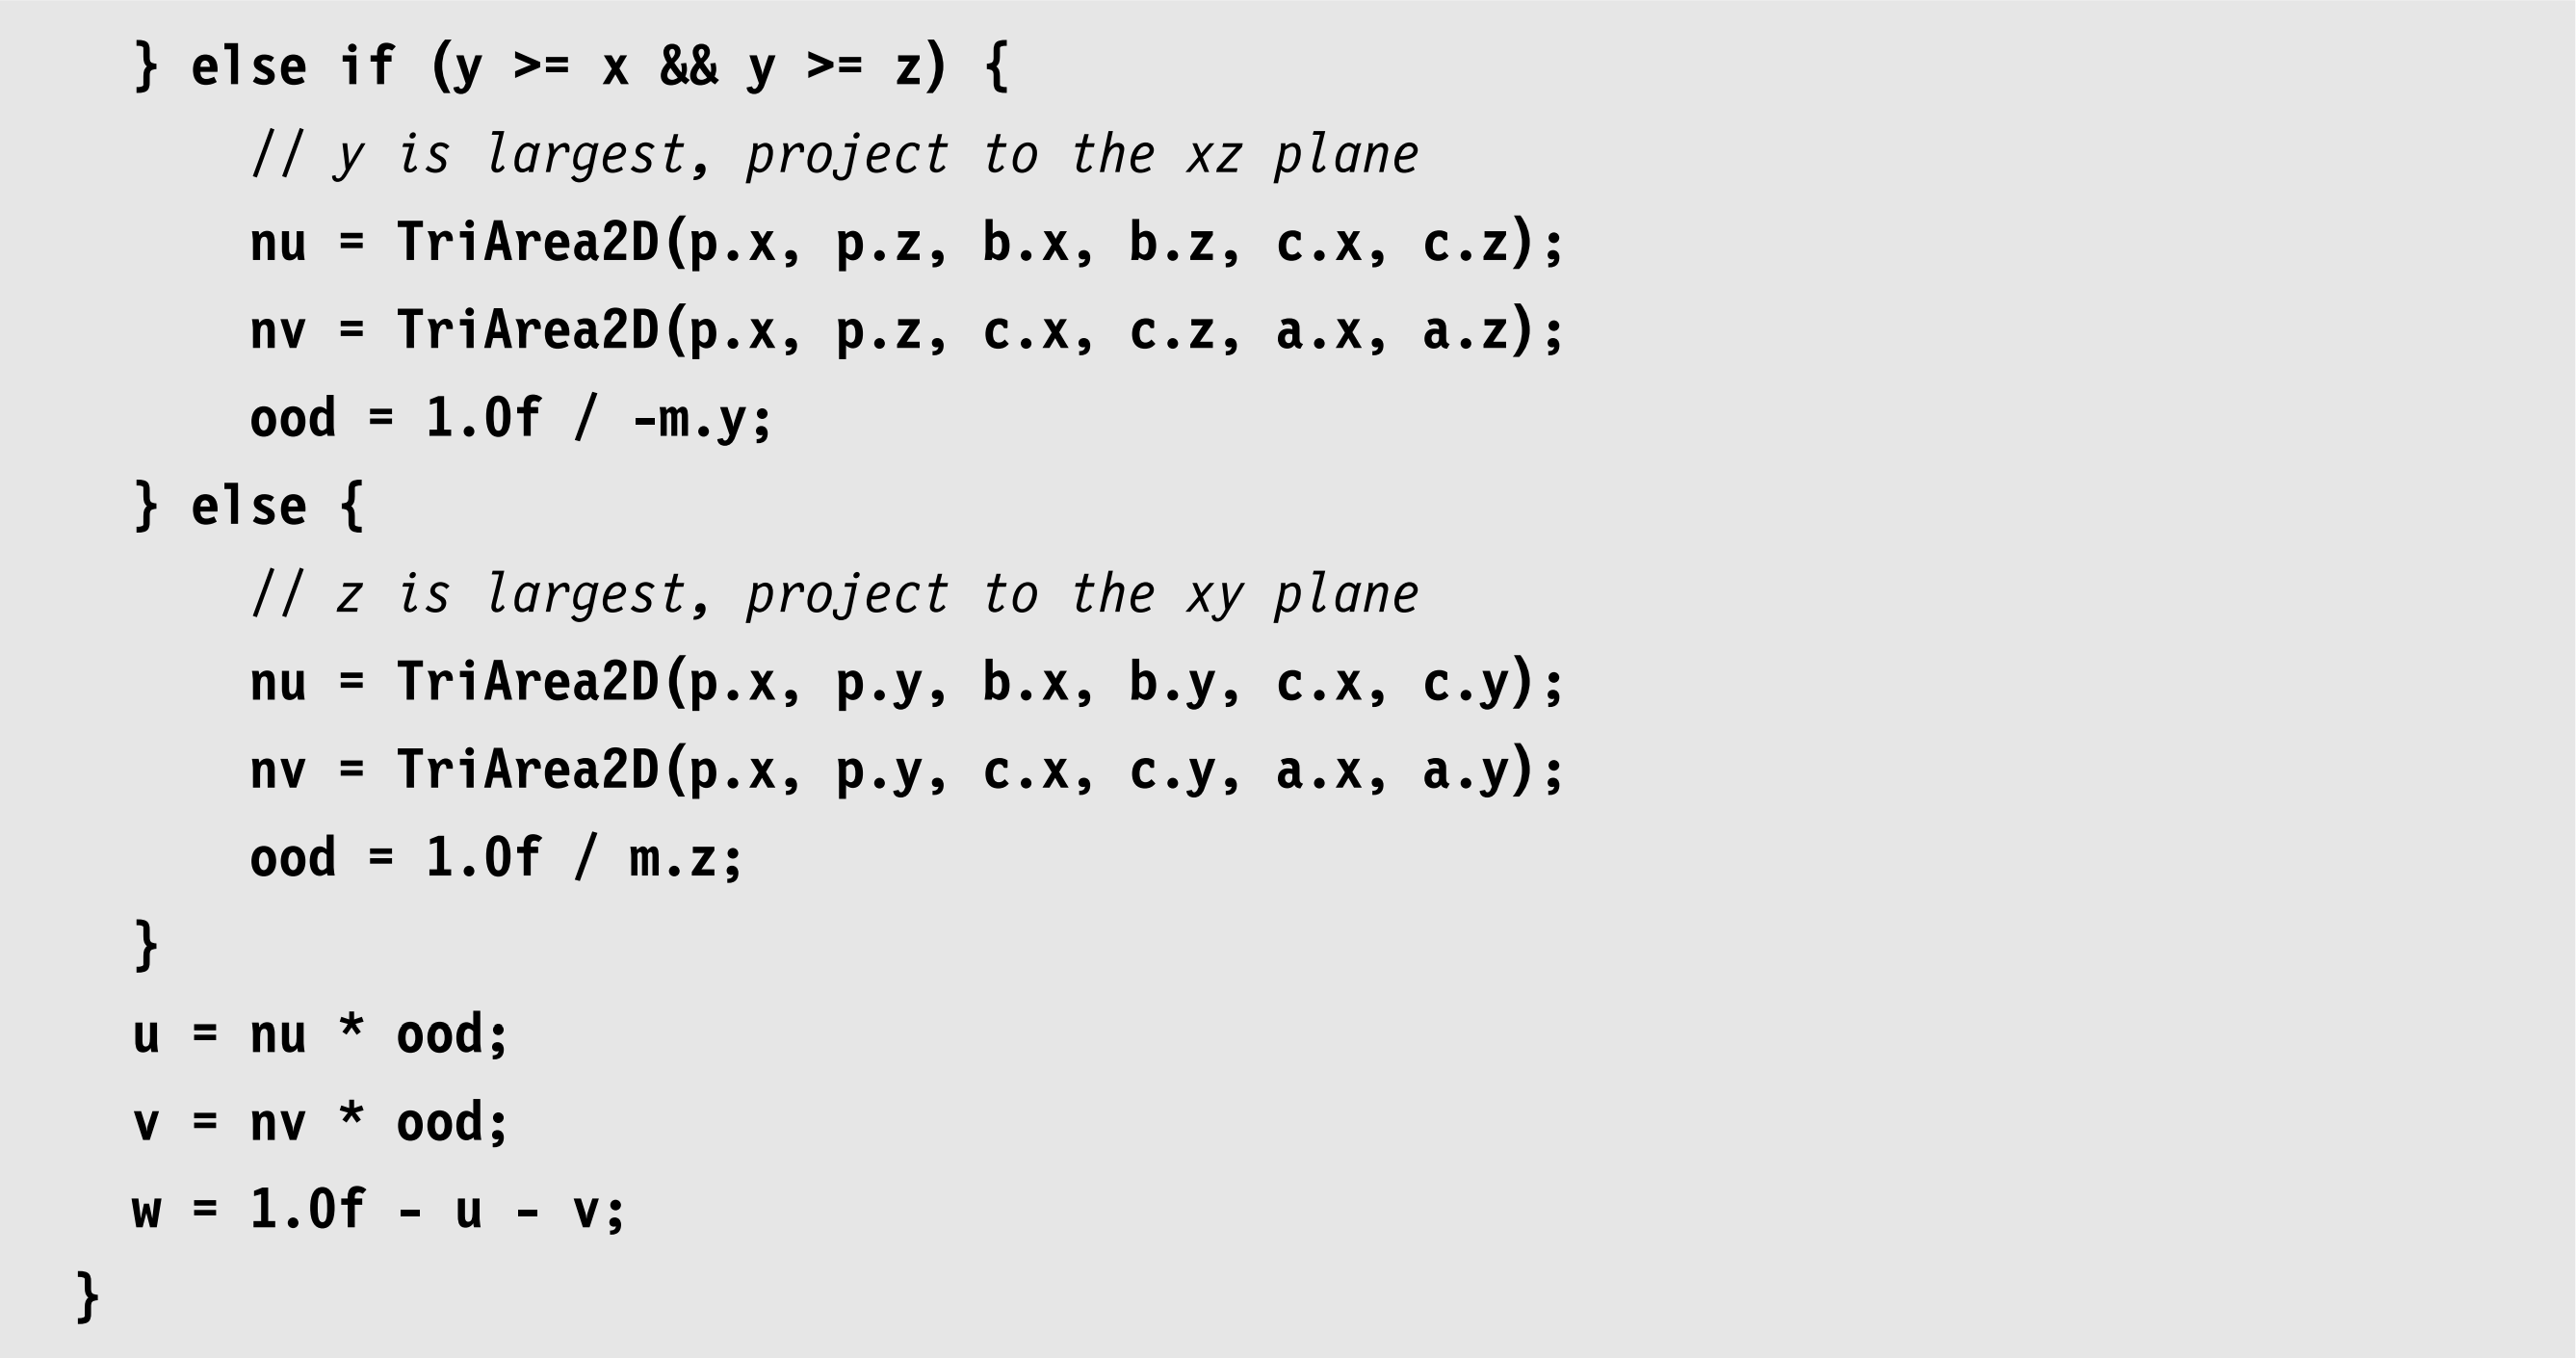 } else if (y >= x && y >= z) {
// y is largest, project to the xz plane
nu = TriArea2D(p.x, p.z, b.x, b.z, c.x, c.z);
nv = TriArea2D(p.x, p.z, c.x, c.z, a.x, a.z);
ood = 1.0f / -m.y;
} else {
// z is largest, project to the xy plane
nu = TriArea2D(p.x, p.y, b.x, b.y, c.x, c.y);
nv = TriArea2D(p.x, p.y, c.x, c.y, a.x, a.y);
ood = 1.0f / m.z;
}
u = nu * ood;
v = nv * ood;
w = 1.0f - u - v;
}